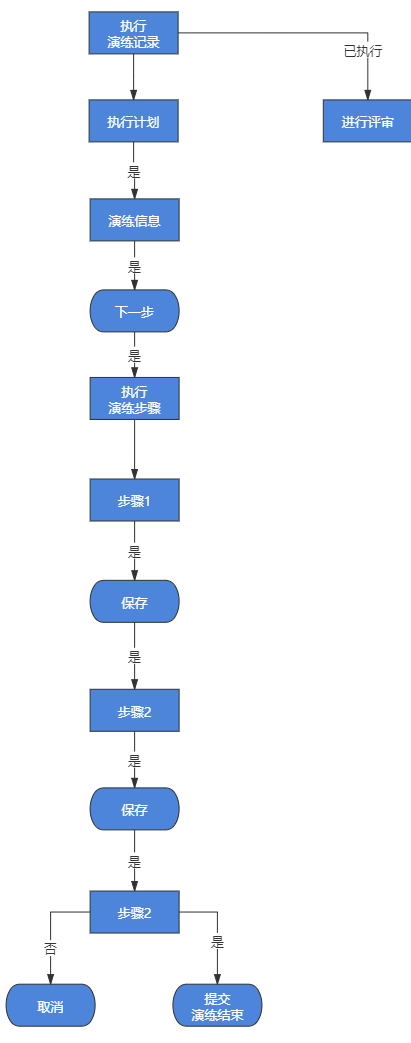 执行
演练记录
已执行
执行计划
进行评审
是
演练信息
是
下一步
是
执行
演练步骤
步骤1
是
保存
是
步骤2
是
保存
是
步骤2
否
是
取消
提交
演练结束